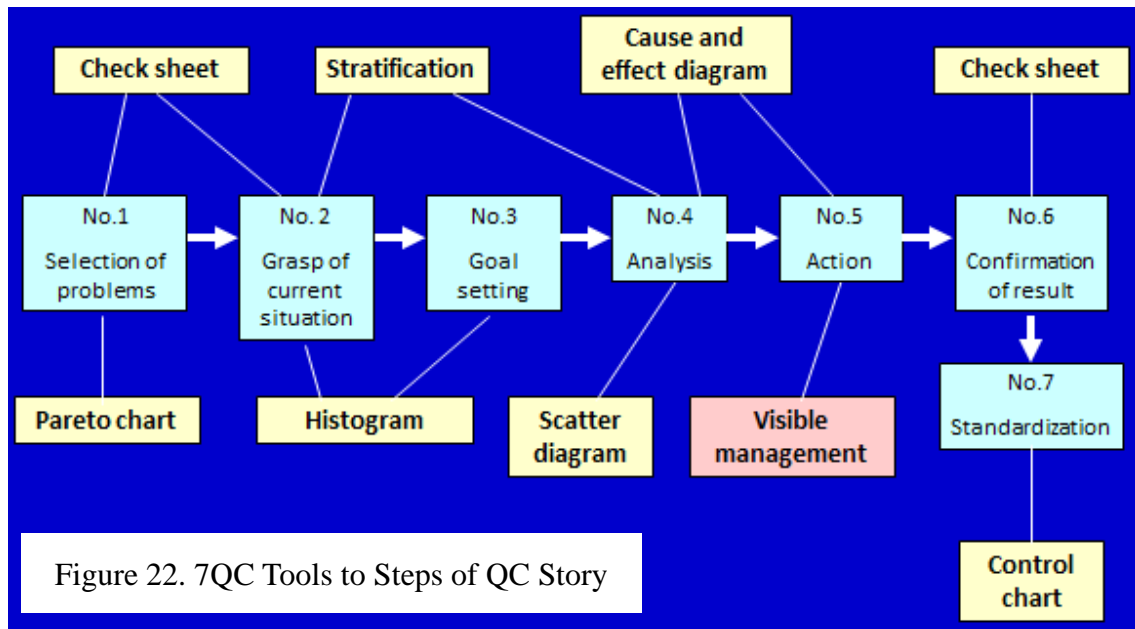 Check sheet
Stratification
Cause and
effect diagram
Check sheet
No.1
Selection of
problems
No. 2
Grasp of
current
situation
No.3
Goal
setting
No.4
Analysis
No.5
Action
No.6
Confirmation
of result
No.7
Standardization
Pareto chart
Histogram
Scatter
diagram
Visible
management
Control
chart
Figure 22. 7QC Tools to Steps of QC Story